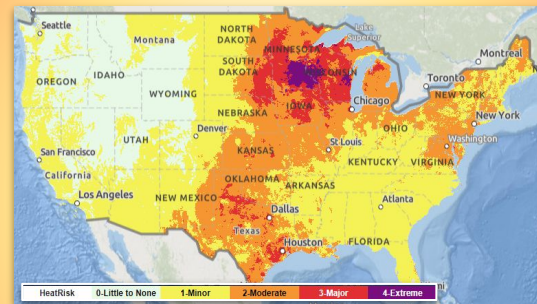 Seattle
NORTH
DAKOTA
Montana
Lake
Superior
MINNESOTA
Montreal
OREGON
IDAHO
SOUTH
DAKOTA
WISCONSIN
Toronto
WYOMING
NEW YORK
IOWA
Chicago
NEBRASKA
New York
UTAH
Denver
OHIO
Washington
San Francisco
KANSAS
St Louis
KENTUCKY
VIRGINIA
California
OKLAHOMA
ARKANSAS
Los Angeles
NEW MEXICO
Atlanta
Dallas
Texas
Houston
FLORIDA
HeatRisk 0-Little to None 1-Minor 2-Moderate 3-Major 4-Extreme